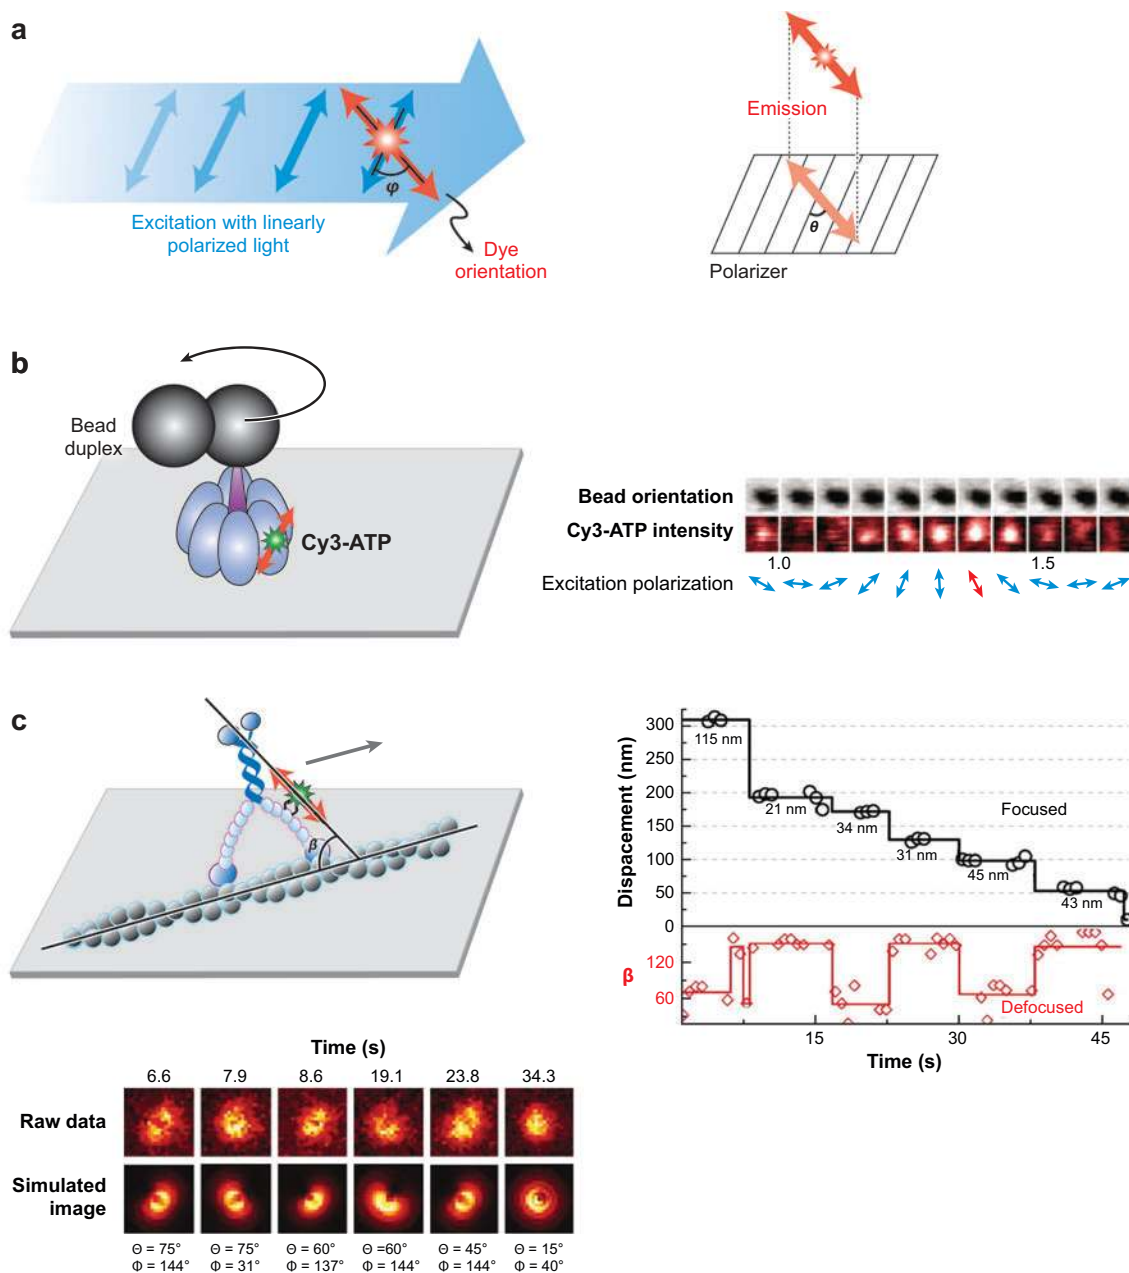 a
Excitation with linearly
polarized light
φ
Dye
orientation
Emission
θ
Polarizer
b
Bead
duplex
Cy3-ATP
Bead orientation
Cy3-ATP intensity
1.0 1.5
Excitation polarization
c
β
Dispacement (nm)
300
250
200
150
100
50
0
115 nm
21 nm
34 nm
31 nm
45 nm
43 nm
Focused
β
120
60
Defocused
15 30 45
Time (s)
Time (s)
6.6 7.9 8.6 19.1 23.8 34.3
Raw data
Simulated
image
Θ = 75° Θ = 75° Θ = 60° Θ =60° Θ = 45° Θ = 15°
Φ = 144° Φ = 31° Φ = 137° Φ = 144° Φ = 144° Φ = 40°